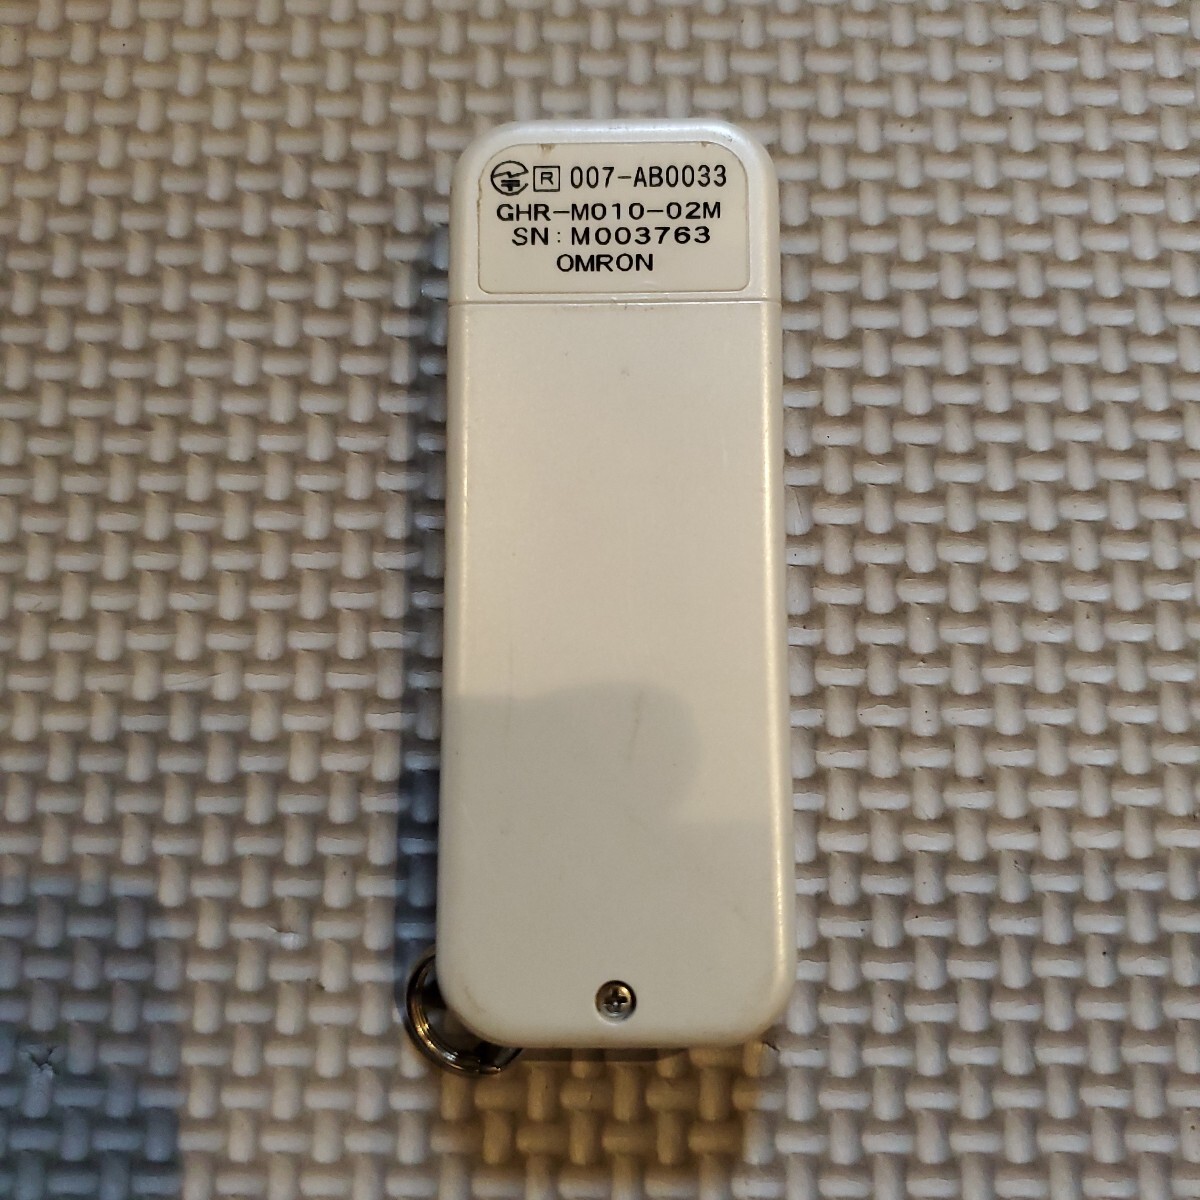 R 007-AB0033
GHR-M010-02M
SN:M003763
OMRON